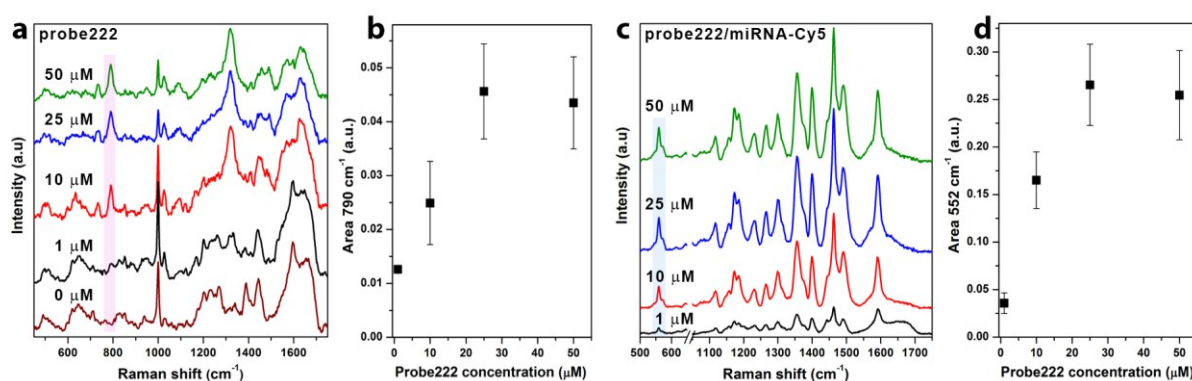 a
probe222
50 μM
25 μM
10 μM
1 μM
0 μM
Intensity (a.u)
600 800 1000 1200 1400 1600
Raman shift (cm-1)
b
0.05
0.04
0.03
0.02
0.01
0.00
Area 790 cm-1 (a.u.)
0 10 20 30 40 50
Probe222 concentration (μM)
c
probe222/miRNA-Cy5
50 μM
25 μM
10 μM
1 μM
Intensity (a.u)
500 600 1100 1200 1300 1400 1500 1600 1700
Raman shift (cm-1)
d
0.30
0.25
0.20
0.15
0.10
0.05
0.00
Area 552 cm-1 (a.u.)
0 10 20 30 40 50
Probe222 concentration (μM)